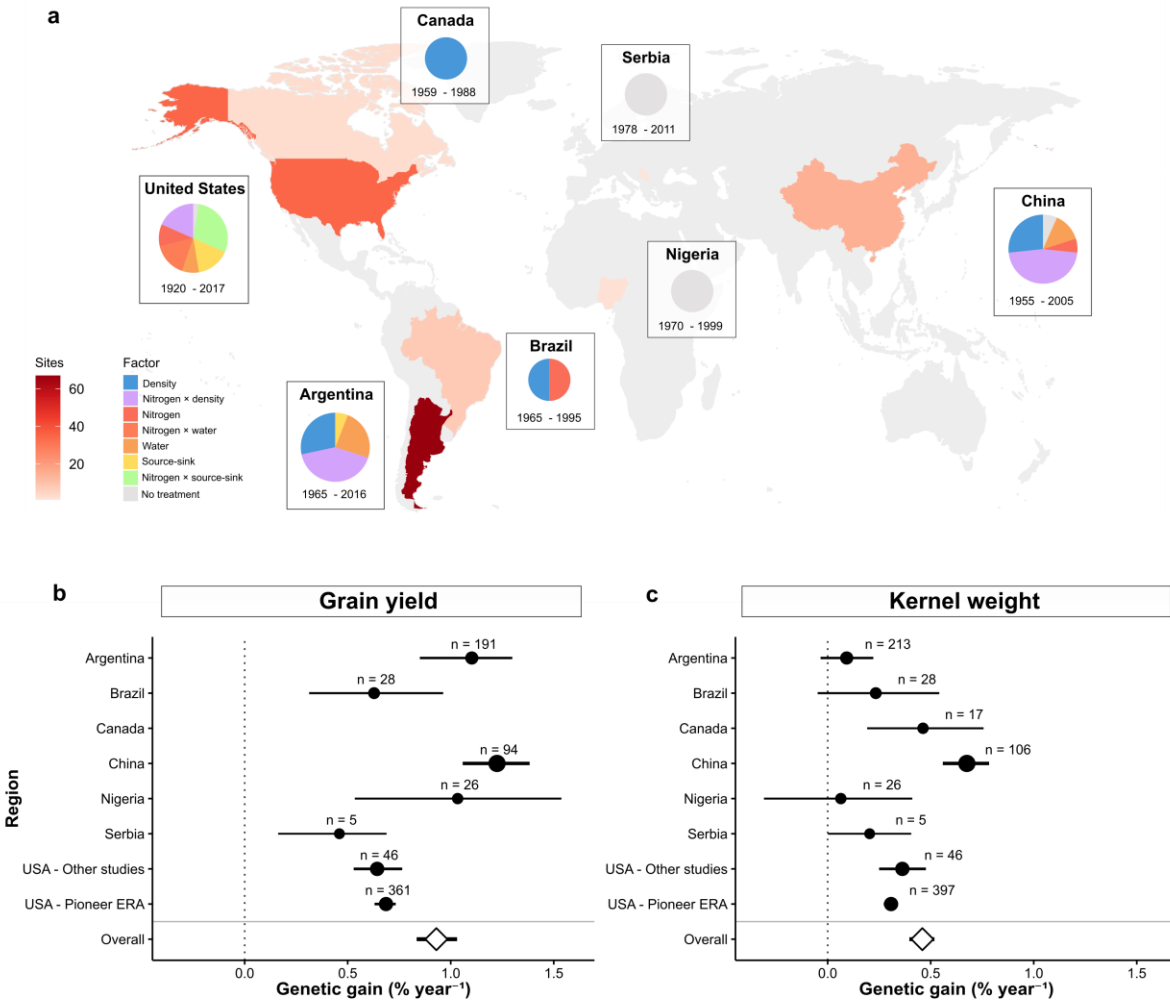 a
Canada
1959 - 1988
Serbia
1978 - 2011
United States
1920 - 2017
China
1955 - 2005
Nigeria
1970 - 1999
Brazil
1965 - 1995
Argentina
1965 - 2016
Sites
60
40
20
Factor
Density
Nitrogen × density
Nitrogen
Nitrogen × water
Water
Source-sink
Nitrogen × source-sink
No treatment
b
Grain yield
Region
Argentina
n = 191
Brazil
n = 28
Canada
China
n = 94
Nigeria
n = 26
Serbia
n = 5
USA - Other studies
n = 46
USA - Pioneer ERA
n = 361
Overall
0.0 0.5 1.0 1.5
Genetic gain (% year⁻¹)
c
Kernel weight
Argentina
n = 213
Brazil
n = 28
Canada
n = 17
China
n = 106
Nigeria
n = 26
Serbia
n = 5
USA - Other studies
n = 46
USA - Pioneer ERA
n = 397
Overall
0.0 0.5 1.0 1.5
Genetic gain (% year⁻¹)